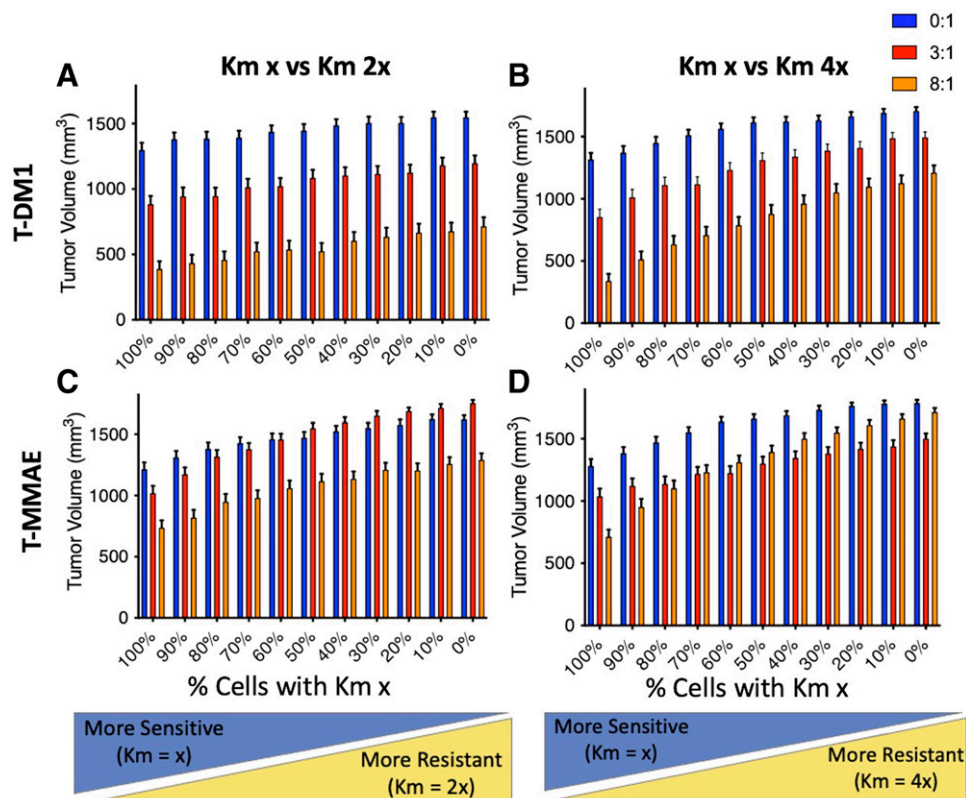 0:1
3:1
8:1
A
Km x vs Km 2x
B
Km x vs Km 4x
T-DM1
Tumor Volume (mm³)
1500
1000
500
0
100%
90%
80%
70%
60%
50%
40%
30%
20%
10%
0%
Tumor Volume (mm³)
1500
1000
500
0
100%
90%
80%
70%
60%
50%
40%
30%
20%
10%
0%
T-MMAE
C
Tumor Volume (mm³)
1500
1000
500
0
100%
90%
80%
70%
60%
50%
40%
30%
20%
10%
0%
D
Tumor Volume (mm³)
1500
1000
500
0
100%
90%
80%
70%
60%
50%
40%
30%
20%
10%
0%
% Cells with Km x
% Cells with Km x
More Sensitive
(Km = x)
More Resistant
(Km = 2x)
More Sensitive
(Km = x)
More Resistant
(Km = 4x)